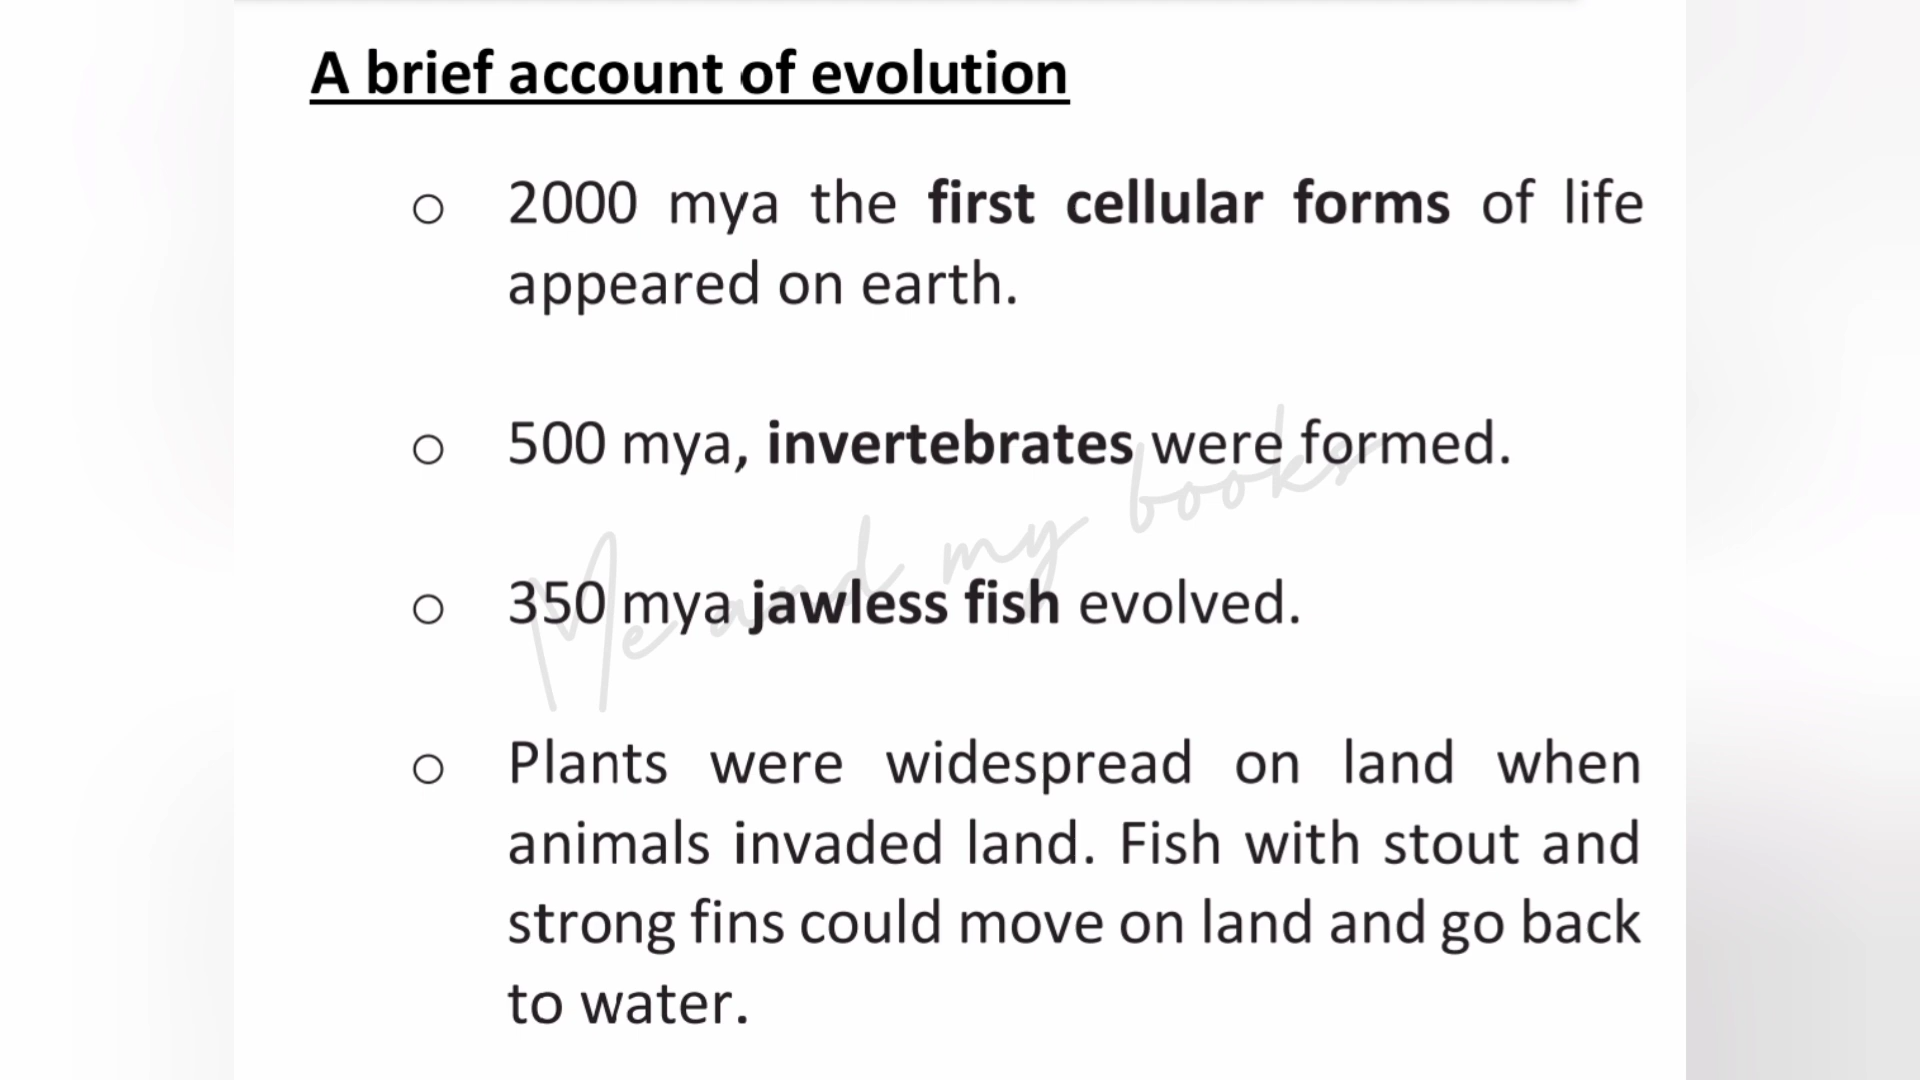 A brief account of evolution
○ 2000 mya the first cellular forms of life
appeared on earth.
○ 500 mya, invertebrates were formed.
○ 350 mya jawless fish evolved.
Me and my books
○ Plants were widespread on land when
animals invaded land. Fish with stout and
strong fins could move on land and go back
to water.